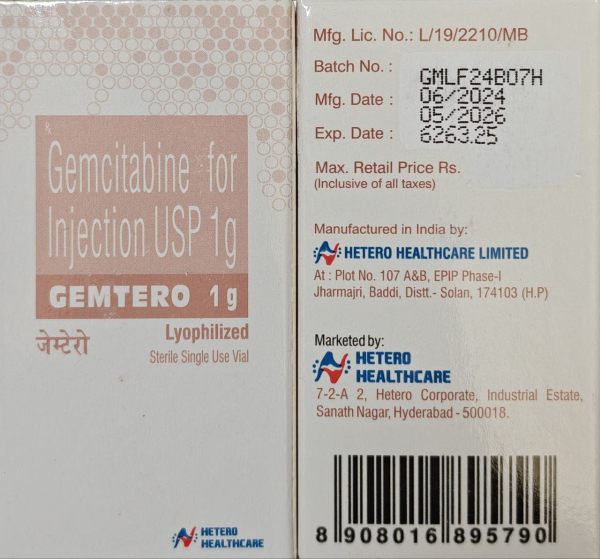 Rx
Gemcitabine for
Injection USP 1g
GEMTERO 1g
जेम्टेरो
Lyophilized
Sterile Single Use Vial
HETERO
HEALTHCARE
Mfg. Lic. No.: L/19/2210/MB
Batch No. : GMLF24B07H
Mfg. Date : 06/2024
Exp. Date : 05/2026
Max. Retail Price Rs. 6263.25
(Inclusive of all taxes)
Manufactured in India by:
HETERO HEALTHCARE LIMITED
At : Plot No. 107 A&B, EPIP Phase-I
Jharmajri, Baddi, Distt.- Solan, 174103 (H.P)
Marketed by:
HETERO
HEALTHCARE
7-2-A 2, Hetero Corporate, Industrial Estate,
Sanath Nagar, Hyderabad - 500018.
8 908016 895790